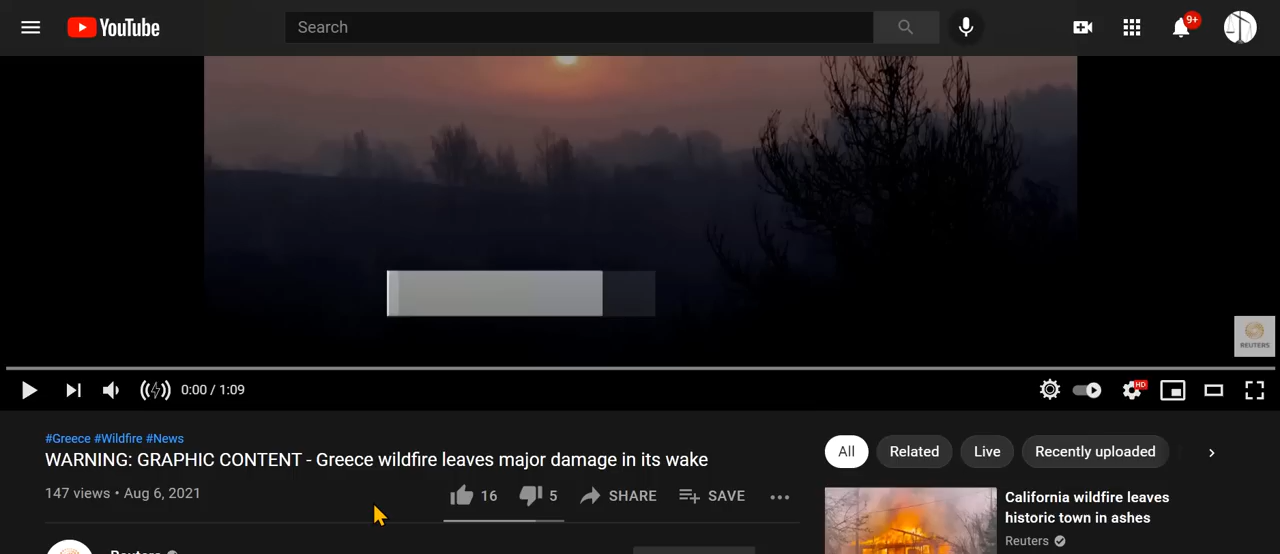 YouTube
Search
9+
REUTERS
0:00 / 1:09
HD
#Greece #Wildfire #News
WARNING: GRAPHIC CONTENT - Greece wildfire leaves major damage in its wake
147 views • Aug 6, 2021
16
5
SHARE
SAVE
All
Related
Live
Recently uploaded
California wildfire leaves
historic town in ashes
Reuters
Reuters